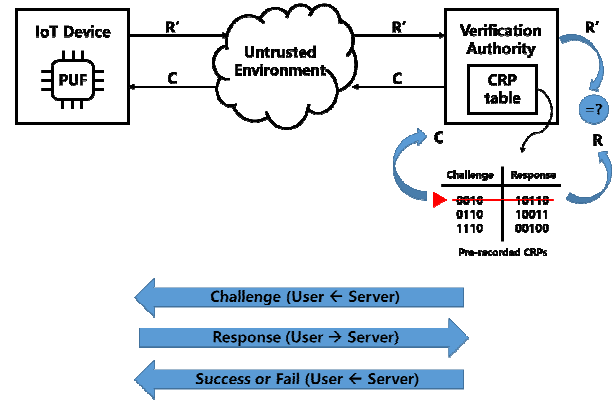 IoT Device
PUF
R’
C
Untrusted
Environment
R’
C
Verification
Authority
CRP
table
R’
=?
R
C
Challenge Response
0010 10110
0110 10011
1110 00100
Pre-recorded CRPs
Challenge (User ← Server)
Response (User → Server)
Success or Fail (User ← Server)